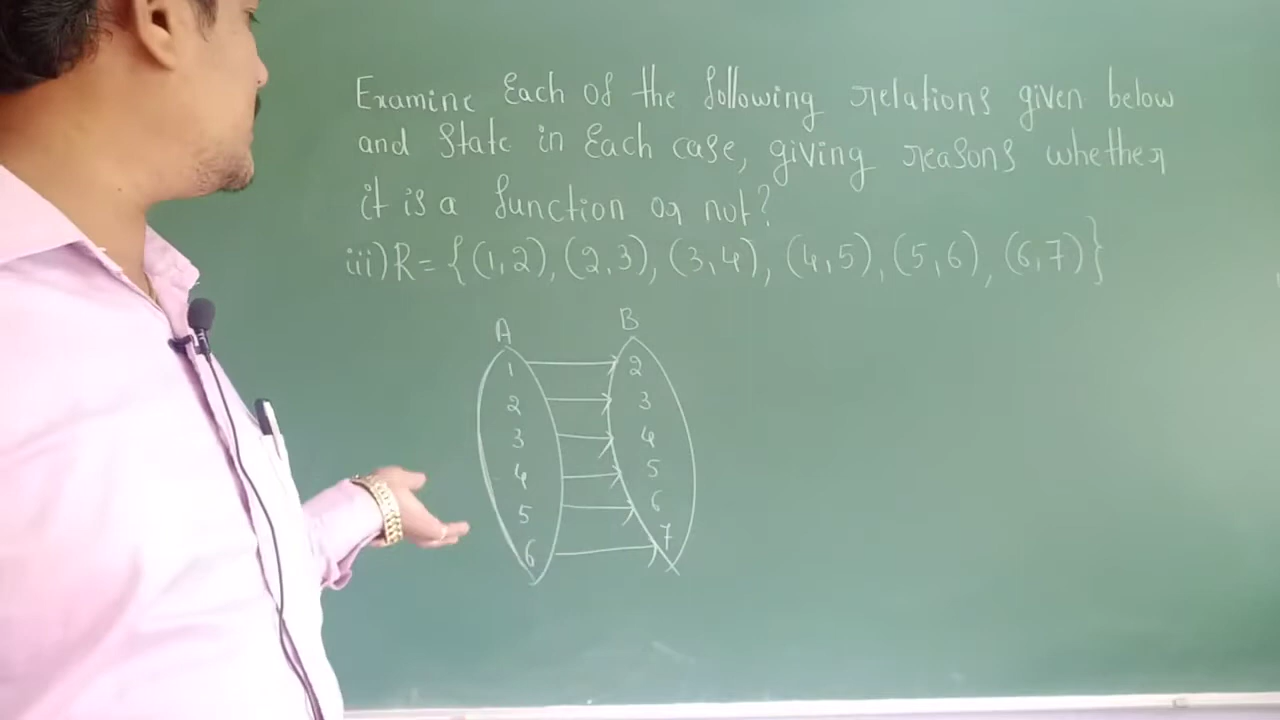 Examine Each of the following relations given below
and State in Each case, giving reasons whether
it is a function or not?
iii) R = {(1,2), (2,3), (3,4), (4,5), (5,6), (6,7)}
A B
1 2
2 3
3 4
4 5
5 6
6 7